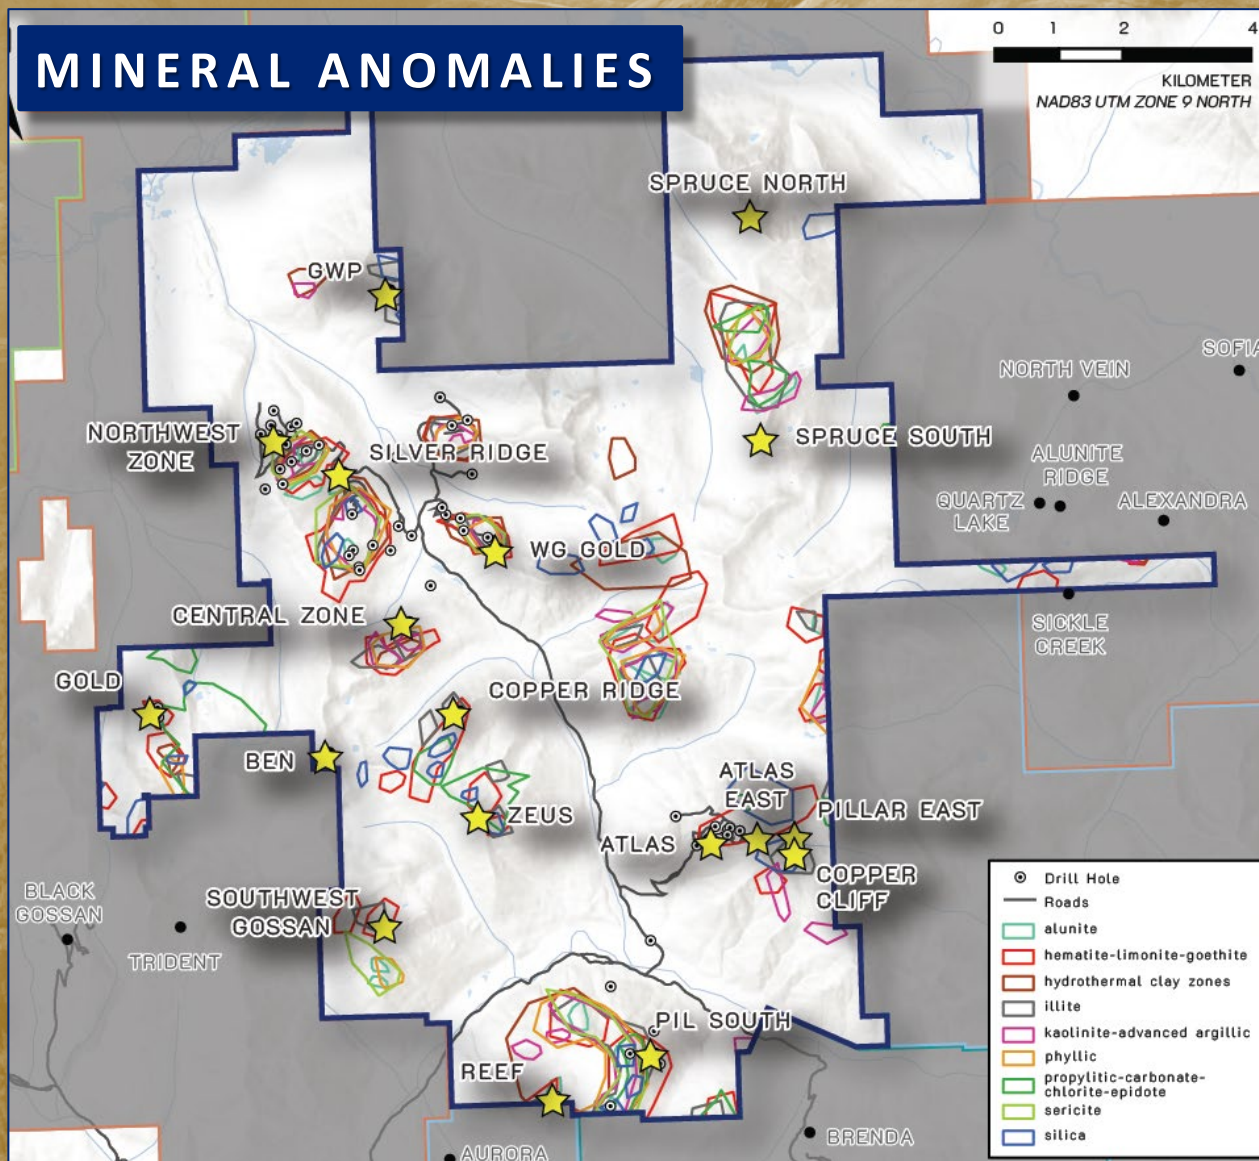 MINERAL ANOMALIES
0 1 2 4
KILOMETER
NAD83 UTM ZONE 9 NORTH
SPRUCE NORTH
GWP
SOFIA
NORTH VEIN
NORTHWEST
ZONE
SILVER RIDGE
SPRUCE SOUTH
ALUNITE
RIDGE
QUARTZ
LAKE
ALEXANDRA
WG GOLD
CENTRAL ZONE
SICKLE
CREEK
GOLD
COPPER RIDGE
BEN
ATLAS
EAST
PILLAR EAST
ZEUS
ATLAS
COPPER
CLIFF
BLACK
GOSSAN
SOUTHWEST
GOSSAN
TRIDENT
PIL SOUTH
REEF
BRENDA
AURORA
Drill Hole
Roads
alunite
hematite-limonite-goethite
hydrothermal clay zones
illite
kaolinite-advanced argillic
phyllic
propylitic-carbonate-
chlorite-epidote
sericite
silica